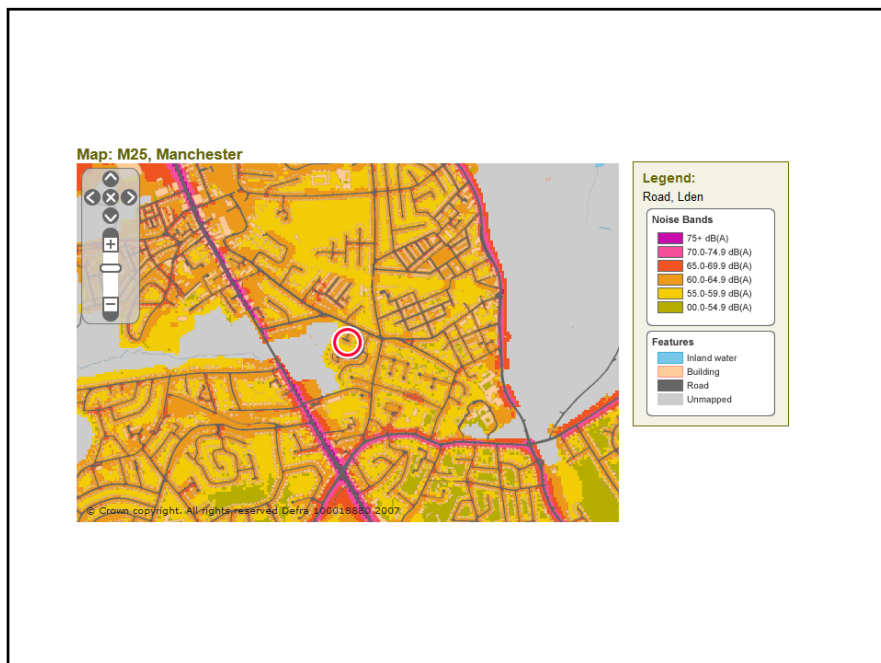 Map: M25, Manchester
© Crown copyright. All rights reserved Defra 100018880 2007
Legend:
Road, Lden
Noise Bands
75+ dB(A)
70.0-74.9 dB(A)
65.0-69.9 dB(A)
60.0-64.9 dB(A)
55.0-59.9 dB(A)
00.0-54.9 dB(A)
Features
Inland water
Building
Road
Unmapped